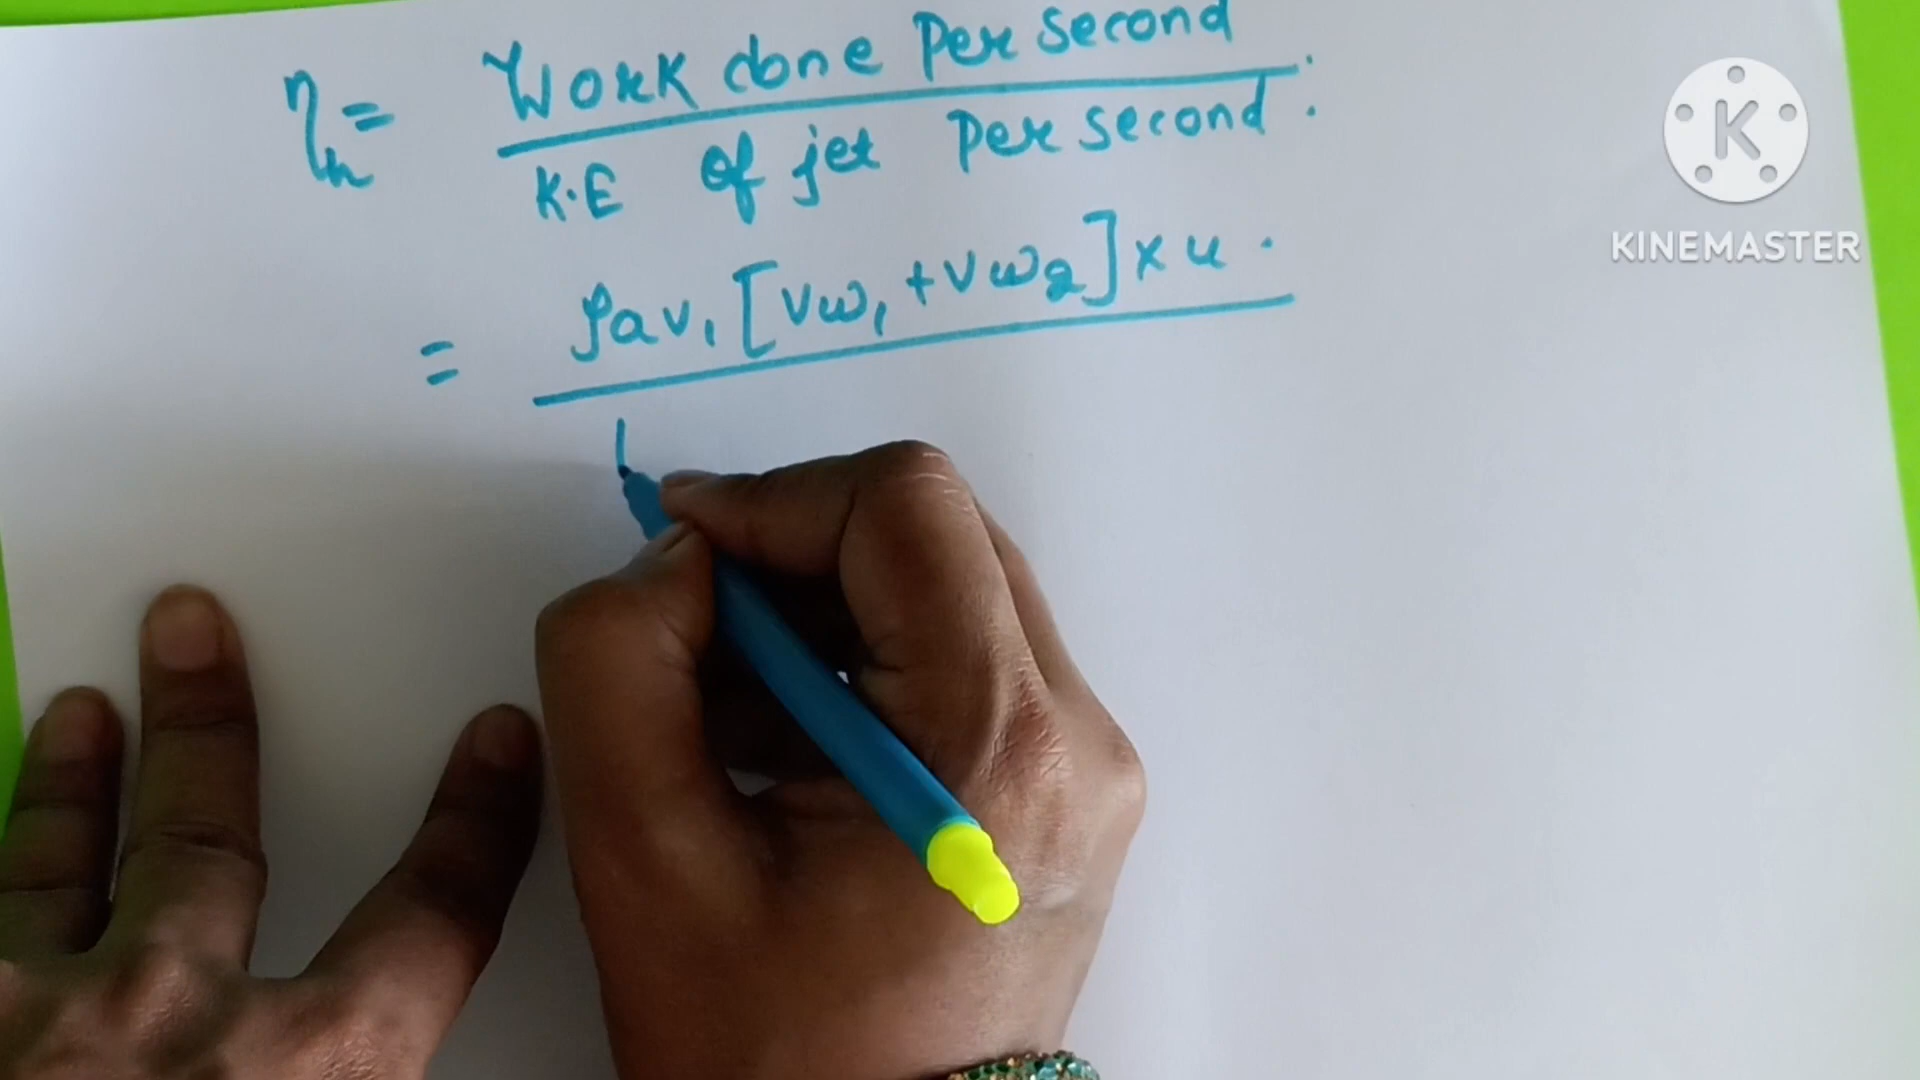 ηh = Work done Per second
K.E of jet Per second.
= ρav1 [Vw1 + Vw2] × u.
K
KINEMASTER